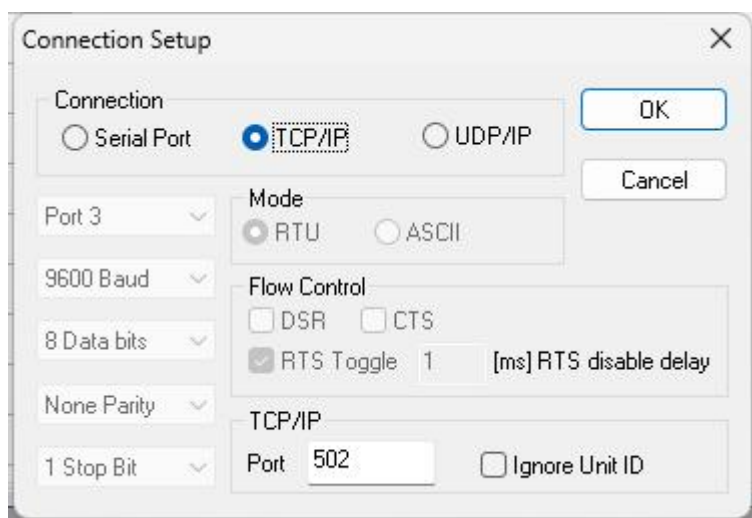 Connection Setup
Connection
Serial Port TCP/IP UDP/IP
OK
Cancel
Port 3
Mode
RTU ASCII
9600 Baud
Flow Control
DSR CTS
8 Data bits
RTS Toggle 1 [ms] RTS disable delay
None Parity
TCP/IP
1 Stop Bit
Port 502 Ignore Unit ID